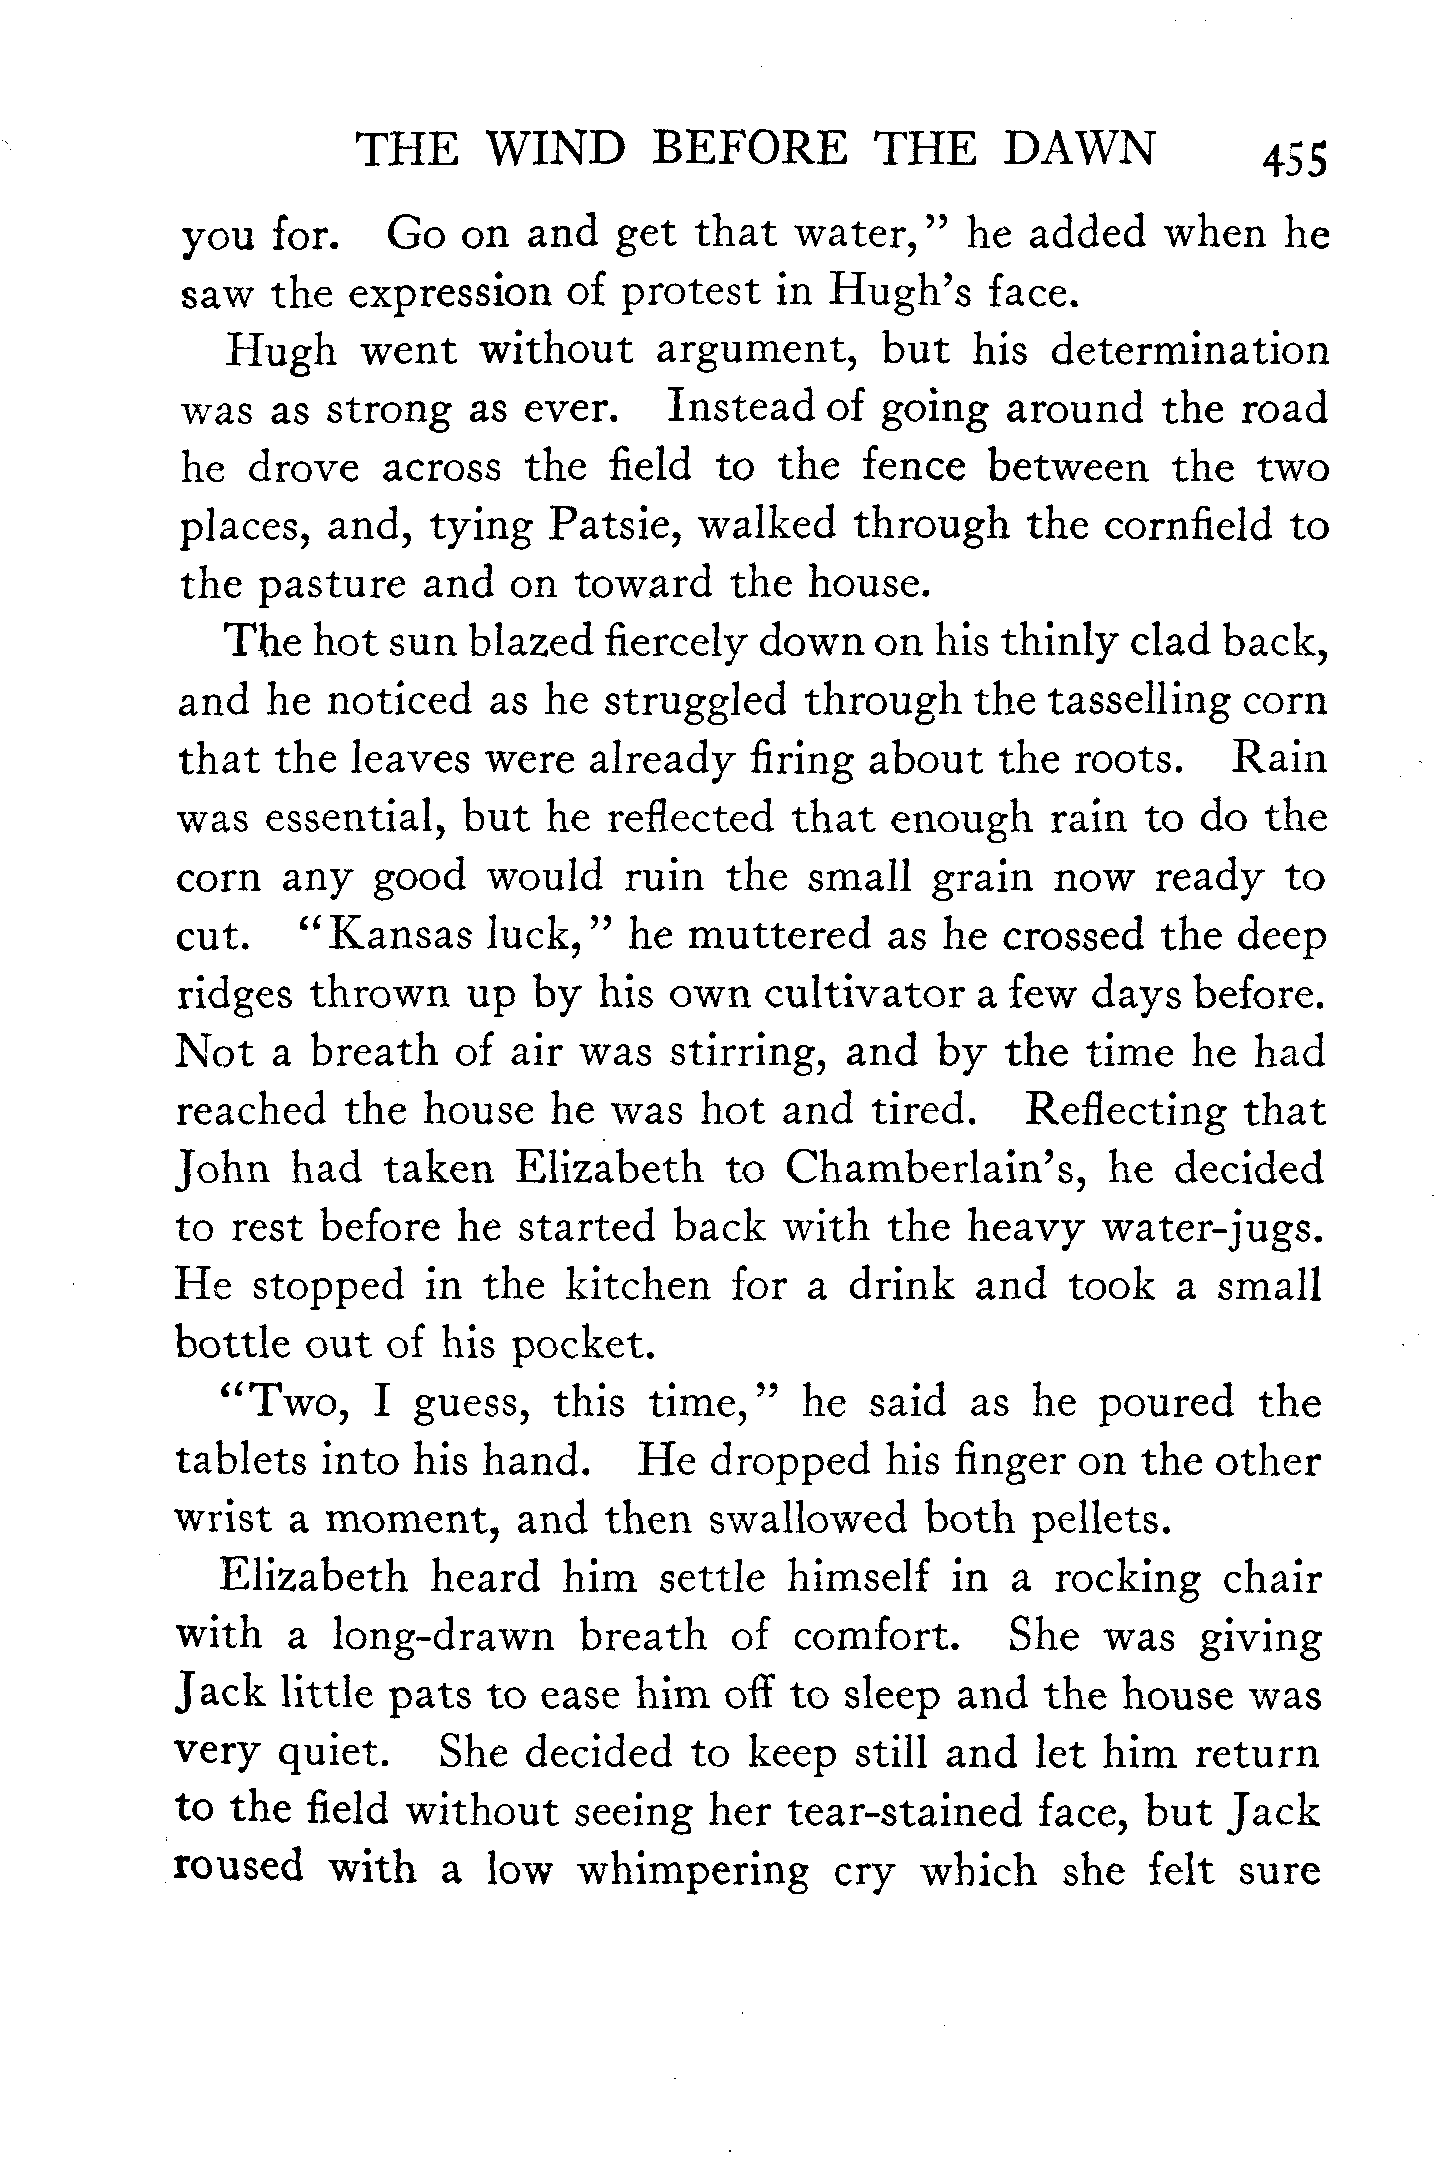 THE WIND BEFORE THE DAWN 455
you for. Go on and get that water," he added when he
saw the expression of protest in Hugh's face.
Hugh went without argument, but his determination
was as strong as ever. Instead of going around the road
he drove across the field to the fence between the two
places, and, tying Patsie, walked through the cornfield to
the pasture and on toward the house.
The hot sun blazed fiercely down on his thinly clad back,
and he noticed as he struggled through the tasselling corn
that the leaves were already firing about the roots. Rain
was essential, but he reflected that enough rain to do the
corn any good would ruin the small grain now ready to
cut. "Kansas luck," he muttered as he crossed the deep
ridges thrown up by his own cultivator a few days before.
Not a breath of air was stirring, and by the time he had
reached the house he was hot and tired. Reflecting that
John had taken Elizabeth to Chamberlain's, he decided
to rest before he started back with the heavy water-jugs.
He stopped in the kitchen for a drink and took a small
bottle out of his pocket.
"Two, I guess, this time," he said as he poured the
tablets into his hand. He dropped his finger on the other
wrist a moment, and then swallowed both pellets.
Elizabeth heard him settle himself in a rocking chair
with a long-drawn breath of comfort. She was giving
Jack little pats to ease him off to sleep and the house was
very quiet. She decided to keep still and let him return
to the field without seeing her tear-stained face, but Jack
roused with a low whimpering cry which she felt sure